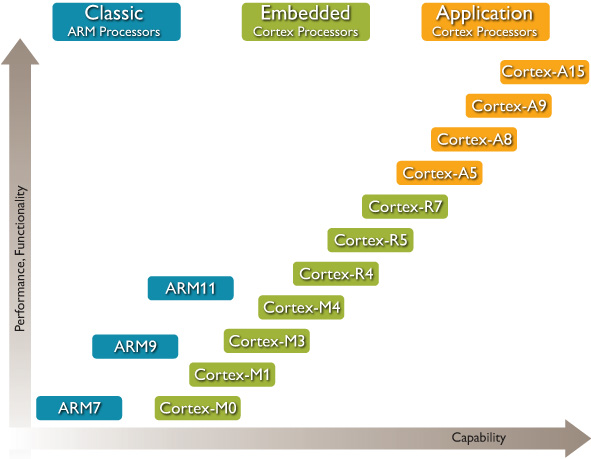 Classic
ARM Processors
Embedded
Cortex Processors
Application
Cortex Processors
Cortex-A15
Cortex-A9
Cortex-A8
Cortex-A5
Cortex-R7
Cortex-R5
Cortex-R4
ARM11
Cortex-M4
Cortex-M3
ARM9
Cortex-M1
ARM7
Cortex-M0
Performance, Functionality
Capability